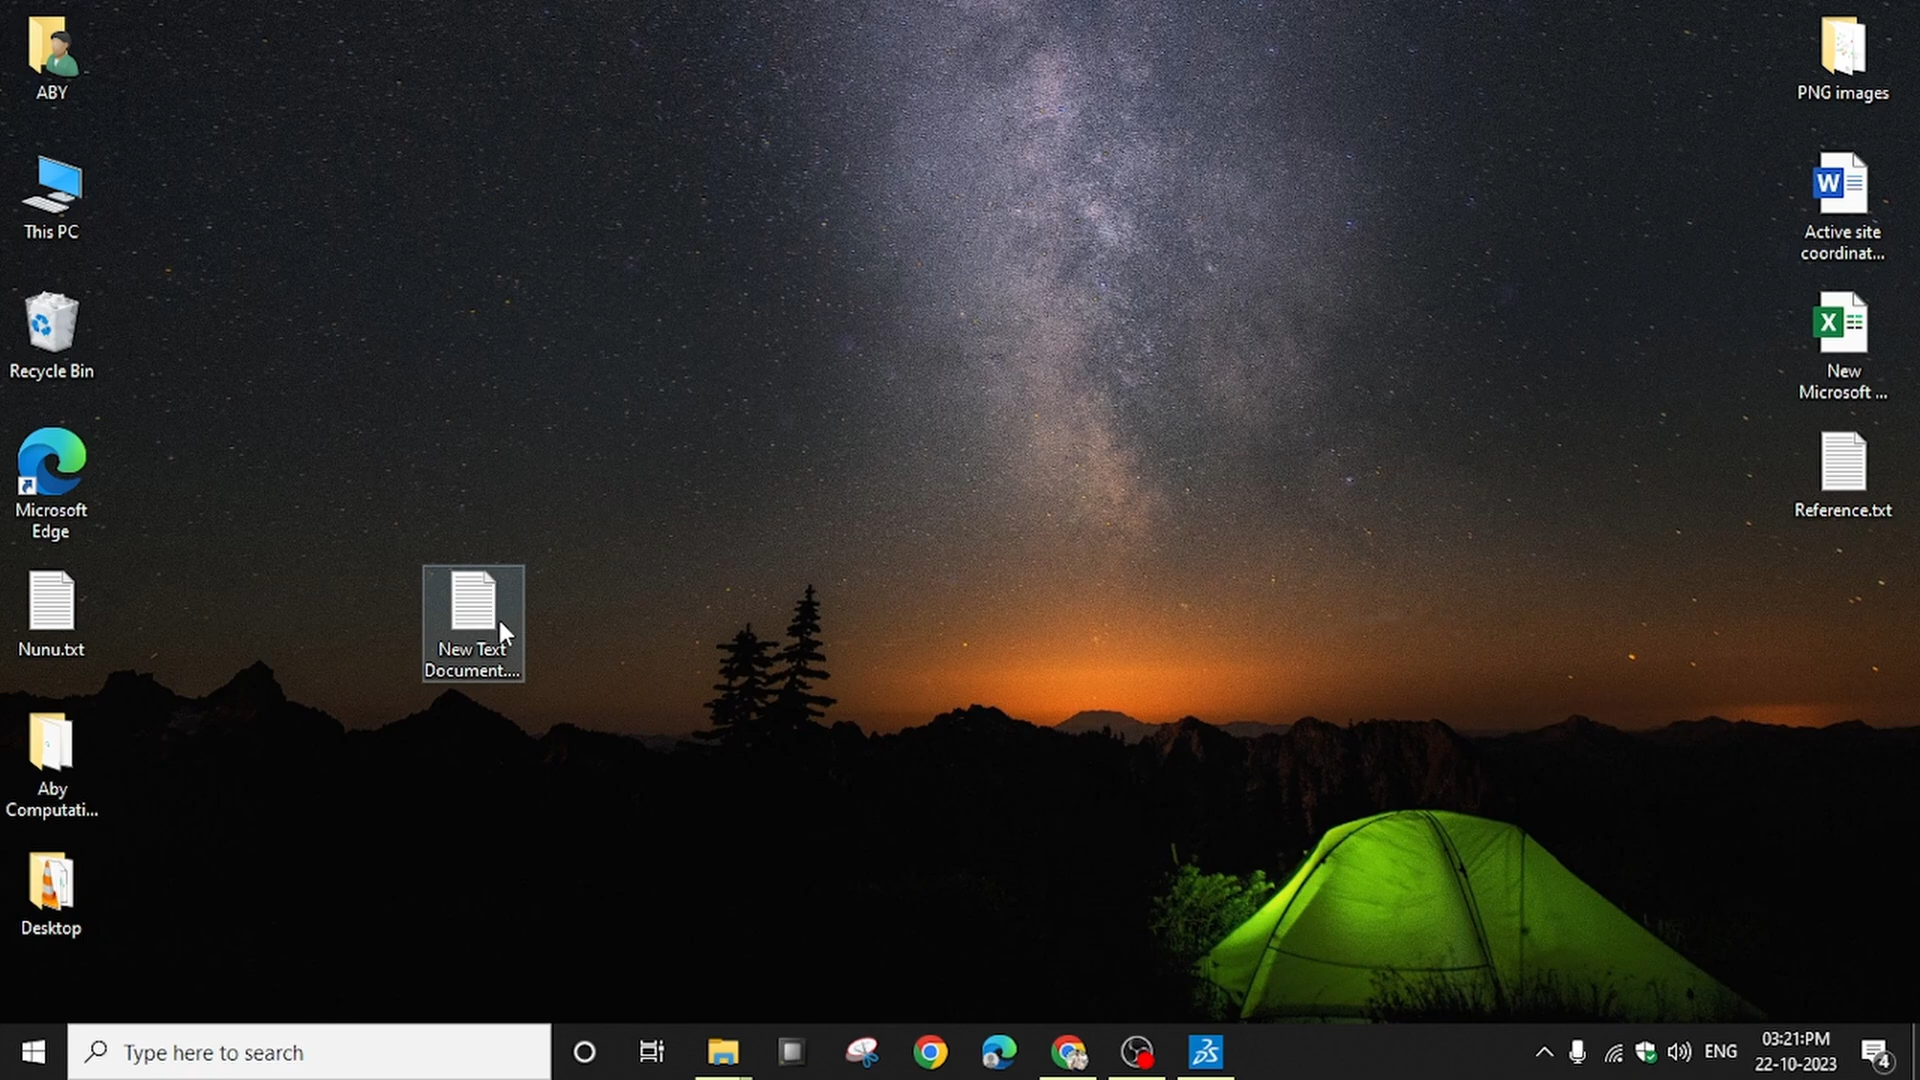 ABY
This PC
Recycle Bin
Microsoft
Edge
Nunu.txt
Aby
Computati...
Desktop
New Text
Document....
PNG images
W
Active site
coordinat...
X
New
Microsoft ...
Reference.txt
Type here to search
ENG
03:21:PM
22-10-2023
4